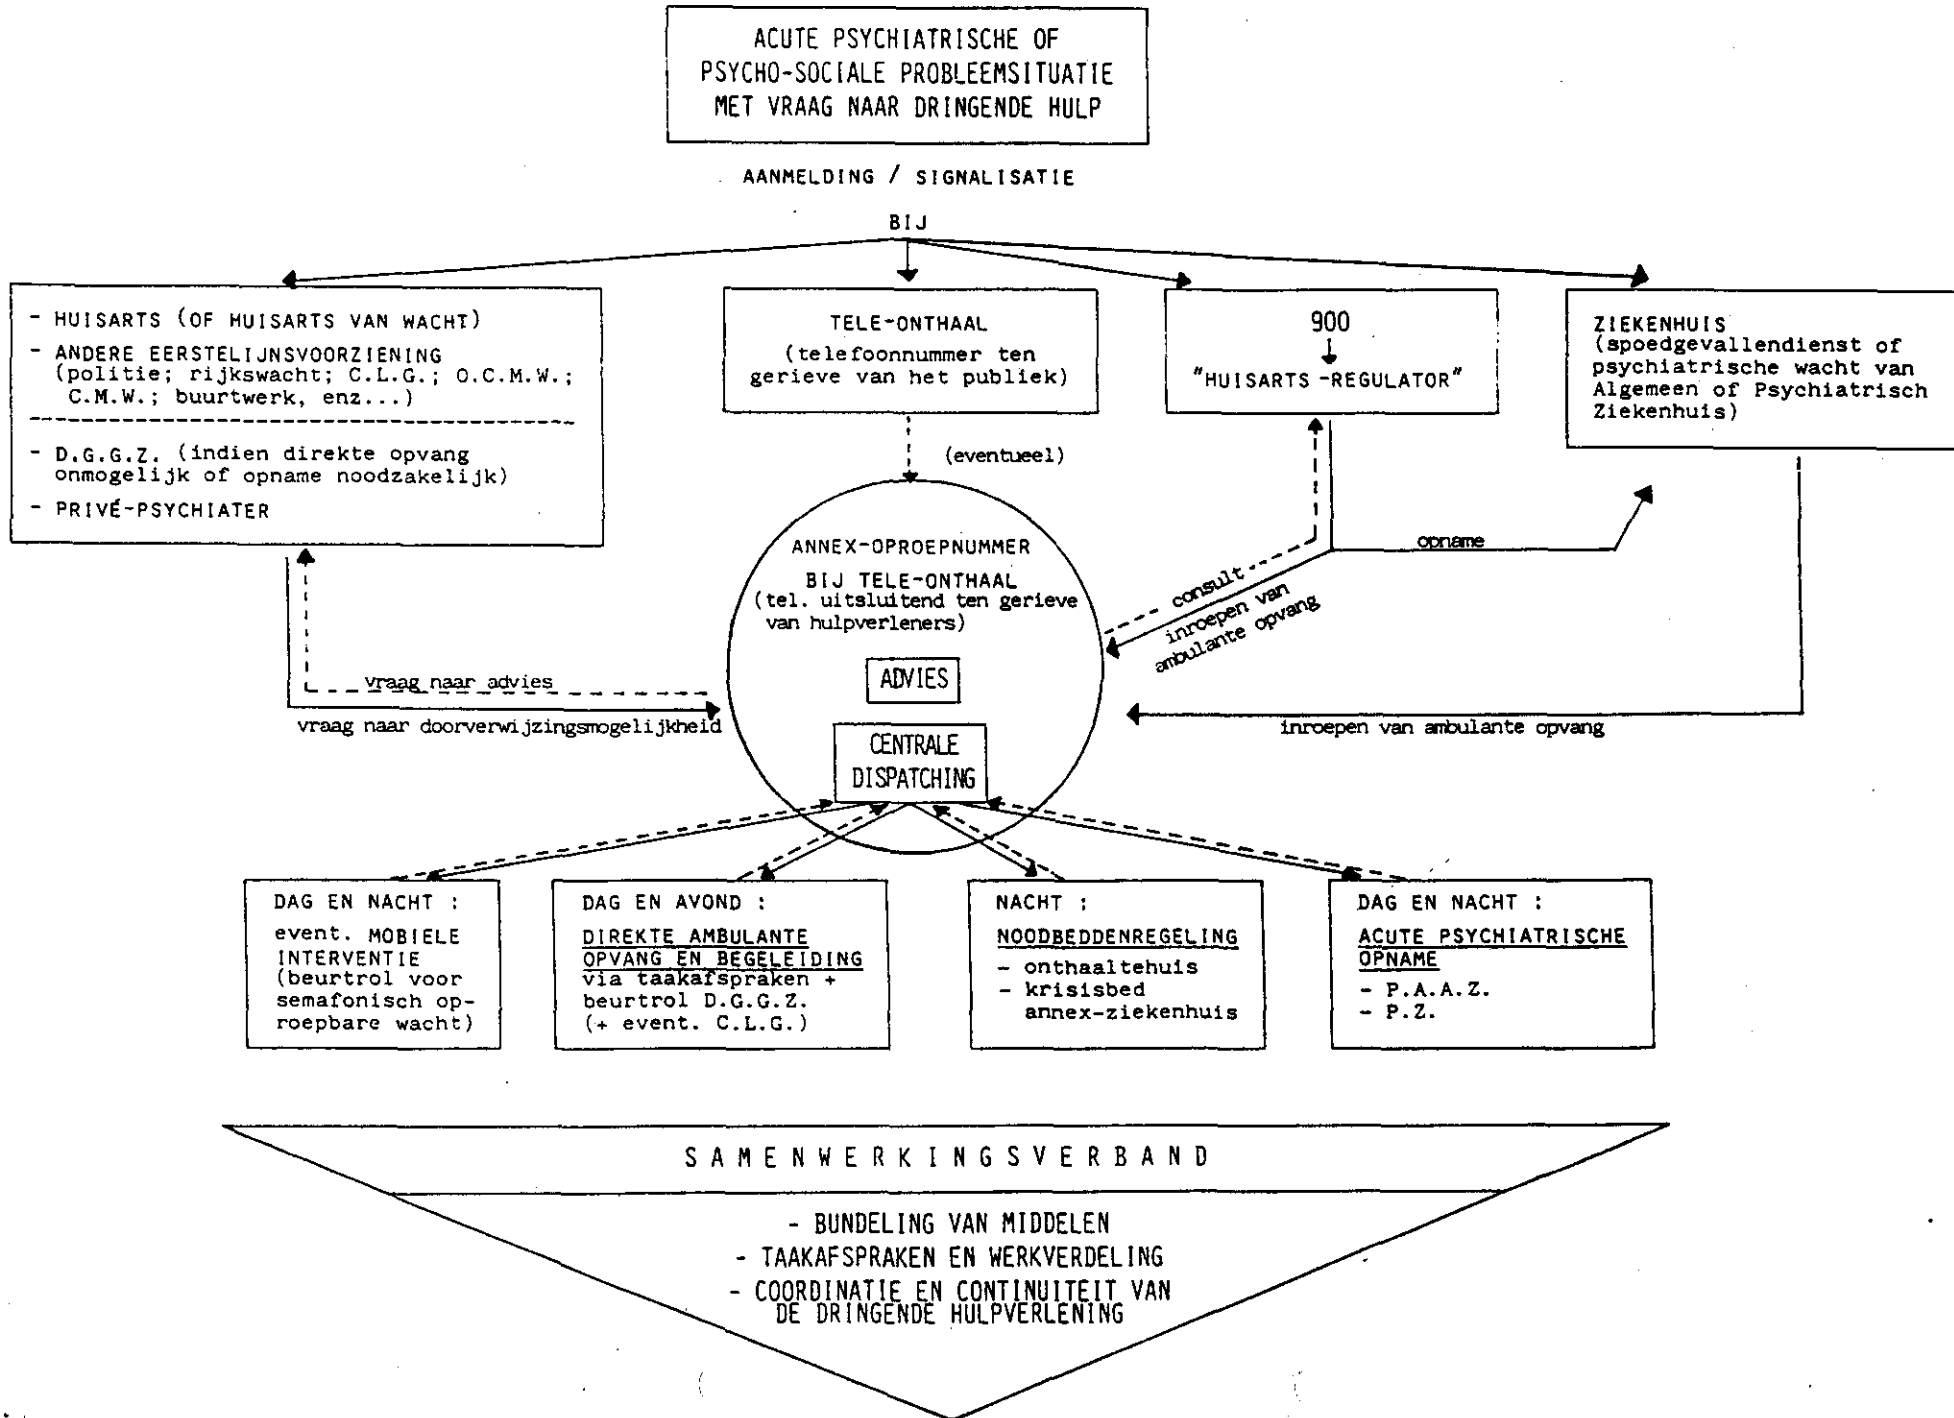 ACUTE PSYCHIATRISCHE OF
PSYCHO-SOCIALE PROBLEEMSITUATIE
MET VRAAG NAAR DRINGENDE HULP
AANMELDING / SIGNALISATIE
BIJ
- HUISARTS (OF HUISARTS VAN WACHT)
- ANDERE EERSTELIJNSVOORZIENING
(politie; rijkswacht; C.L.G.; O.C.M.W.;
C.M.W.; buurtwerk, enz...)
- D.G.G.Z. (indien direkte opvang
onmogelijk of opname noodzakelijk)
- PRIVÉ-PSYCHIATER
TELE-ONTHAAL
(telefoonnummer ten
gerieve van het publiek)
900
"HUISARTS-REGULATOR"
ZIEKENHUIS
(spoedgevallendienst of
psychiatrische wacht van
Algemeen of Psychiatrisch
Ziekenhuis)
(eventueel)
ANNEX-OPROEPNUMMER
BIJ TELE-ONTHAAL
(tel. uitsluitend ten gerieve
van hulpverleners)
ADVIES
CENTRALE
DISPATCHING
opname
consult
inroepen van
ambulante opvang
vraag naar advies
vraag naar doorverwijzingsmogelijkheid
inroepen van ambulante opvang
DAG EN NACHT :
event. MOBIELE
INTERVENTIE
(beurtrol voor
semafonisch op-
roepbare wacht)
DAG EN AVOND :
DIREKTE AMBULANTE
OPVANG EN BEGELEIDING
via taakafspraken +
beurtrol D.G.G.Z.
(+ event. C.L.G.)
NACHT :
NOODBEDDENREGELING
- onthaaltehuis
- krisisbed
annex-ziekenhuis
DAG EN NACHT :
ACUTE PSYCHIATRISCHE
OPNAME
- P.A.A.Z.
- P.Z.
SAMENWERKINGSVERBAND
- BUNDELING VAN MIDDELEN
- TAAKAFSPRAKEN EN WERKVERDELING
- COORDINATIE EN CONTINUITEIT VAN
DE DRINGENDE HULPVERLENING